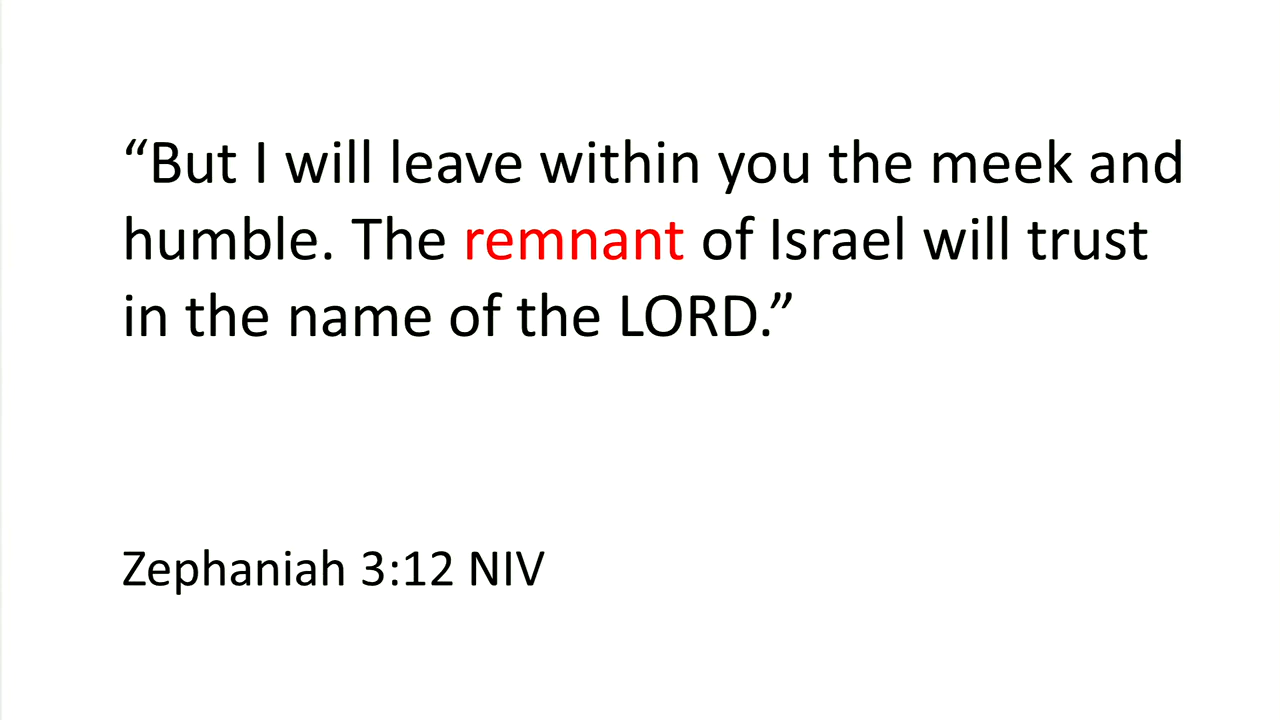 “But I will leave within you the meek and
humble. The remnant of Israel will trust
in the name of the LORD.”
Zephaniah 3:12 NIV